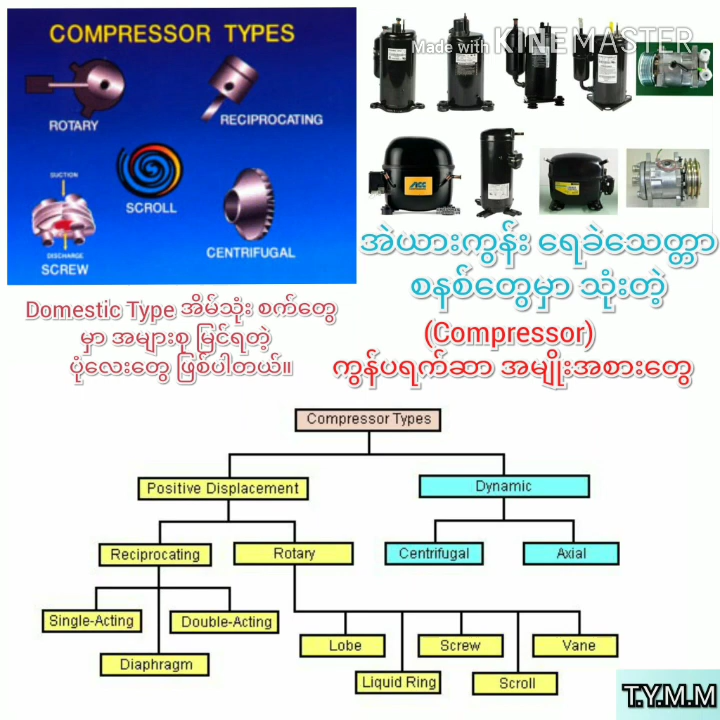 COMPRESSOR TYPES
ROTARY
RECIPROCATING
SUCTION
SCROLL
DISCHARGE
SCREW
CENTRIFUGAL
Made with KINEMASTER
ACC
အဲယားကွန်း ရေခဲသေတ္တာ
စနစ်တွေမှာ သုံးတဲ့
(Compressor)
ကွန်ပရက်ဆာ အမျိုးအစားတွေ
Domestic Type အိမ်သုံး စက်တွေ
မှာ အများစု မြင်ရတဲ့
ပုံလေးတွေ ဖြစ်ပါတယ်။
Compressor Types
Positive Displacement
Dynamic
Reciprocating
Rotary
Centrifugal
Axial
Single-Acting
Double-Acting
Diaphragm
Lobe
Screw
Vane
Liquid Ring
Scroll
T.Y.M.M